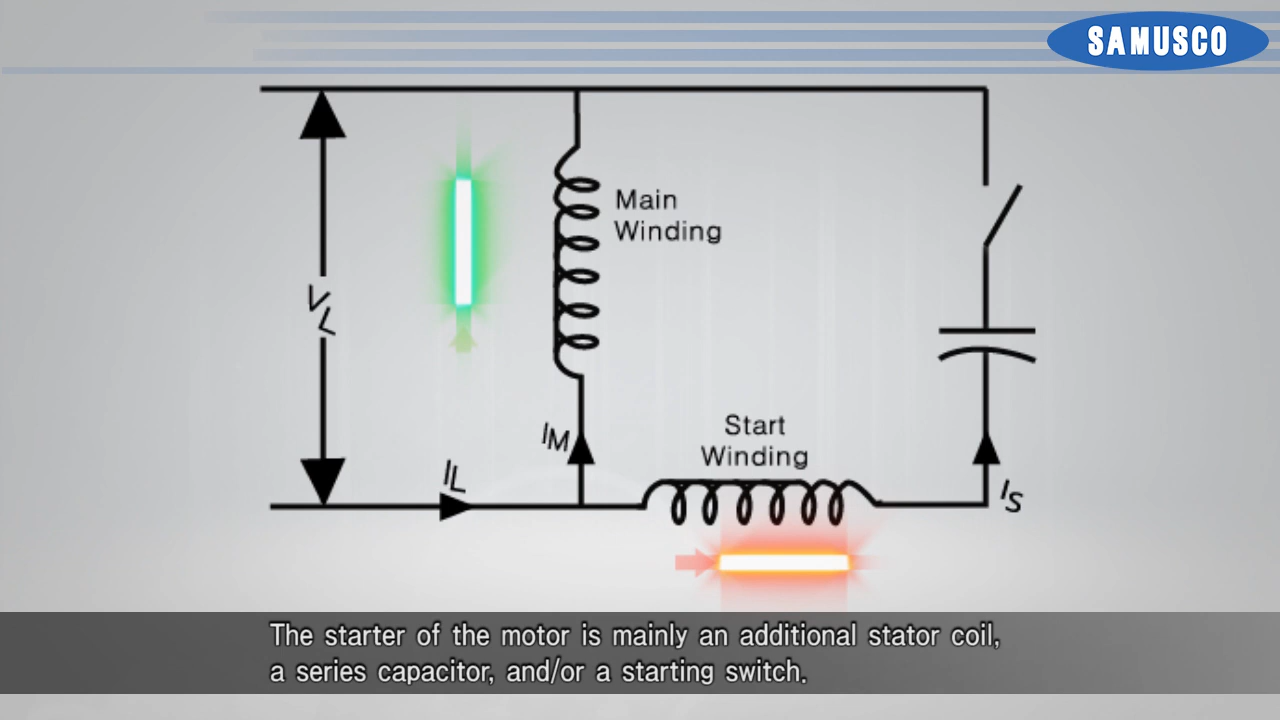 SAMUSCO
Main
Winding
VL
IM
Start
Winding
IL
IS
The starter of the motor is mainly an additional stator coil,
a series capacitor, and/or a starting switch.